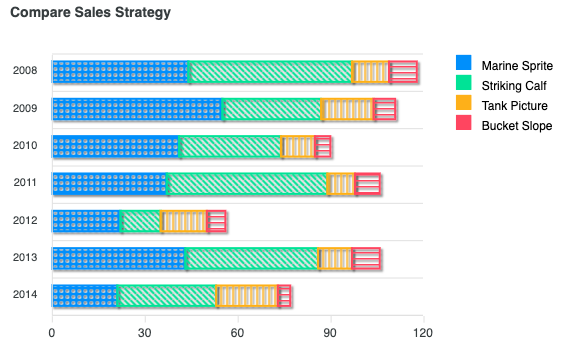 Compare Sales Strategy
2008
2009
2010
2011
2012
2013
2014
0 30 60 90 120
Marine Sprite
Striking Calf
Tank Picture
Bucket Slope